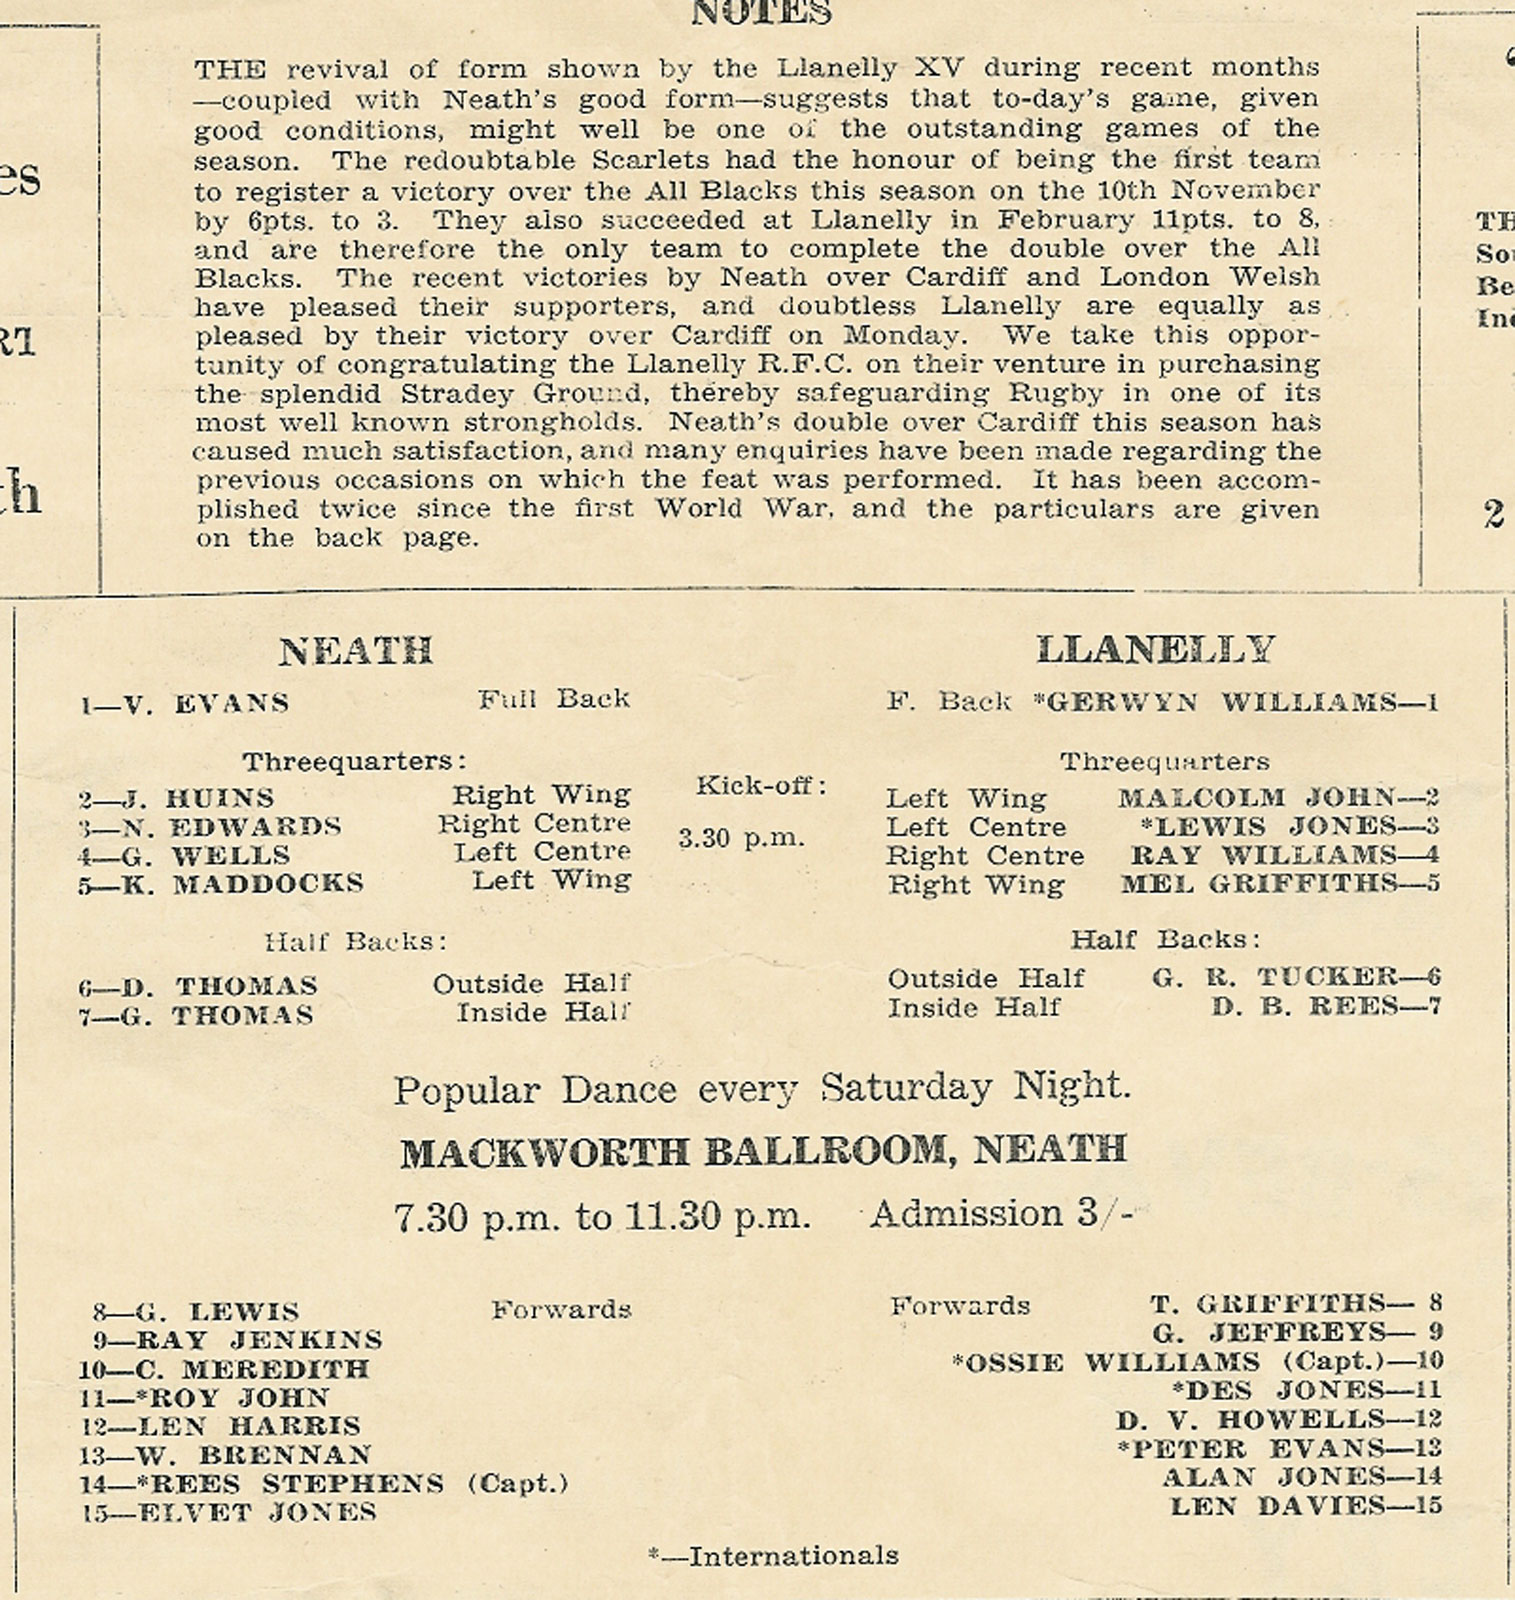 NOTES
THE revival of form shown by the Llanelly XV during recent months
—coupled with Neath's good form—suggests that to-day's game, given
good conditions, might well be one of the outstanding games of the
season. The redoubtable Scarlets had the honour of being the first team
to register a victory over the All Blacks this season on the 10th November
by 6pts. to 3. They also succeeded at Llanelly in February 11pts. to 8,
and are therefore the only team to complete the double over the All
Blacks. The recent victories by Neath over Cardiff and London Welsh
have pleased their supporters, and doubtless Llanelly are equally as
pleased by their victory over Cardiff on Monday. We take this oppor-
tunity of congratulating the Llanelly R.F.C. on their venture in purchasing
the splendid Stradey Ground, thereby safeguarding Rugby in one of its
most well known strongholds. Neath's double over Cardiff this season has
caused much satisfaction, and many enquiries have been made regarding the
previous occasions on which the feat was performed. It has been accom-
plished twice since the first World War, and the particulars are given
on the back page.
es
RT
th
2
NEATH
1—V. EVANS Full Back
Threequarters:
2—J. HUINS Right Wing
3—N. EDWARDS Right Centre
4—G. WELLS Left Centre
5—K. MADDOCKS Left Wing
Half Backs:
6—D. THOMAS Outside Half
7—G. THOMAS Inside Half
Kick-off:
3.30 p.m.
LLANELLY
F. Back *GERWYN WILLIAMS—1
Threequarters
Left Wing MALCOLM JOHN—2
Left Centre *LEWIS JONES—3
Right Centre RAY WILLIAMS—4
Right Wing MEL GRIFFITHS—5
Half Backs:
Outside Half G. R. TUCKER—6
Inside Half D. B. REES—7
Popular Dance every Saturday Night.
MACKWORTH BALLROOM, NEATH
7.30 p.m. to 11.30 p.m. Admission 3/-
8—G. LEWIS Forwards
9—RAY JENKINS
10—C. MEREDITH
11—*ROY JOHN
12—LEN HARRIS
13—W. BRENNAN
14—*REES STEPHENS (Capt.)
15—ELVET JONES
Forwards T. GRIFFITHS— 8
G. JEFFREYS— 9
*OSSIE WILLIAMS (Capt.)—10
*DES JONES—11
D. V. HOWELLS—12
*PETER EVANS—13
ALAN JONES—14
LEN DAVIES—15
*—Internationals